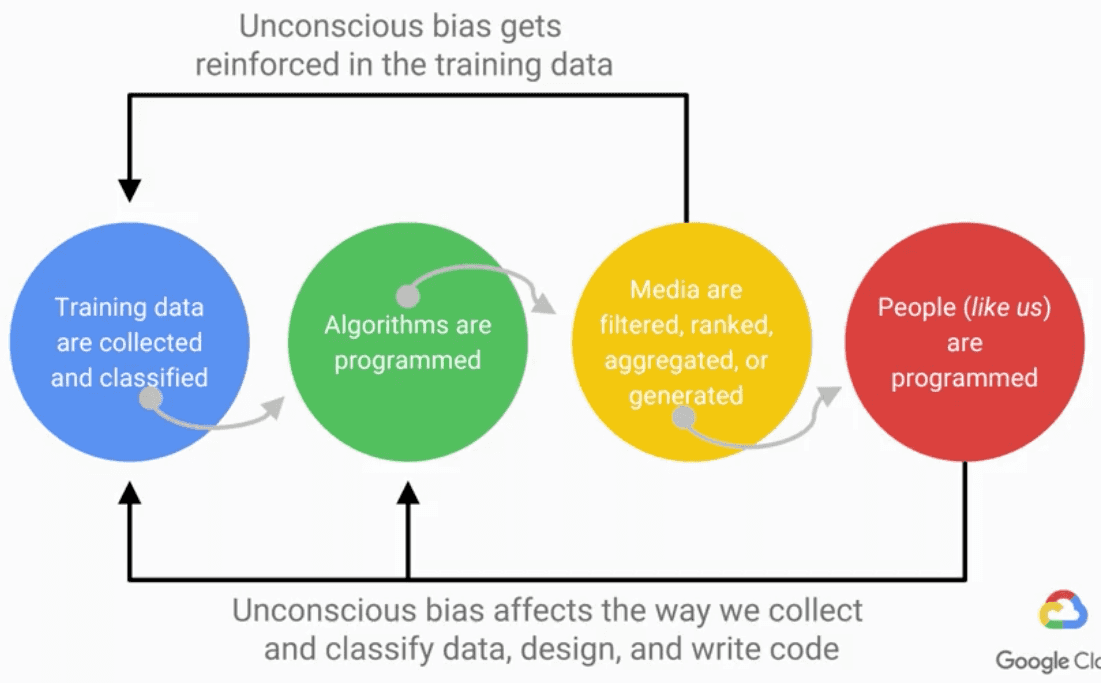 Unconscious bias gets
reinforced in the training data
Training data
are collected
and classified
Algorithms are
programmed
Media are
filtered, ranked,
aggregated, or
generated
People (like us)
are
programmed
Unconscious bias affects the way we collect
and classify data, design, and write code
Google Clo